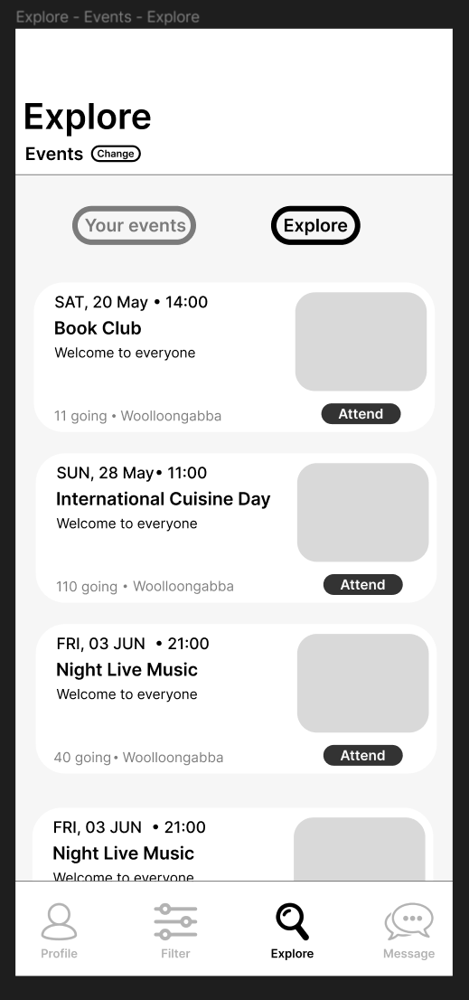 Explore - Events - Explore
Explore
Events Change
Your events Explore
SAT, 20 May • 14:00
Book Club
Welcome to everyone
11 going • Woolloongabba
Attend
SUN, 28 May• 11:00
International Cuisine Day
Welcome to everyone
110 going • Woolloongabba
Attend
FRI, 03 JUN • 21:00
Night Live Music
Welcome to everyone
40 going• Woolloongabba
Attend
FRI, 03 JUN • 21:00
Night Live Music
Welcome to everyone
Profile Filter Explore Message